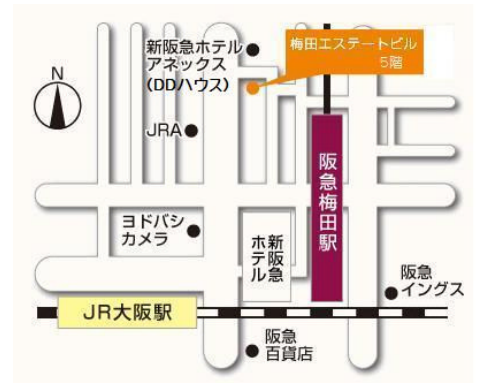 新阪急ホテル
アネックス
(DDハウス)
梅田エステートビル
5階
N
JRA
阪急梅田駅
ヨドバシ
カメラ
新阪急
ホテル
阪急
イングス
JR大阪駅
阪急
百貨店